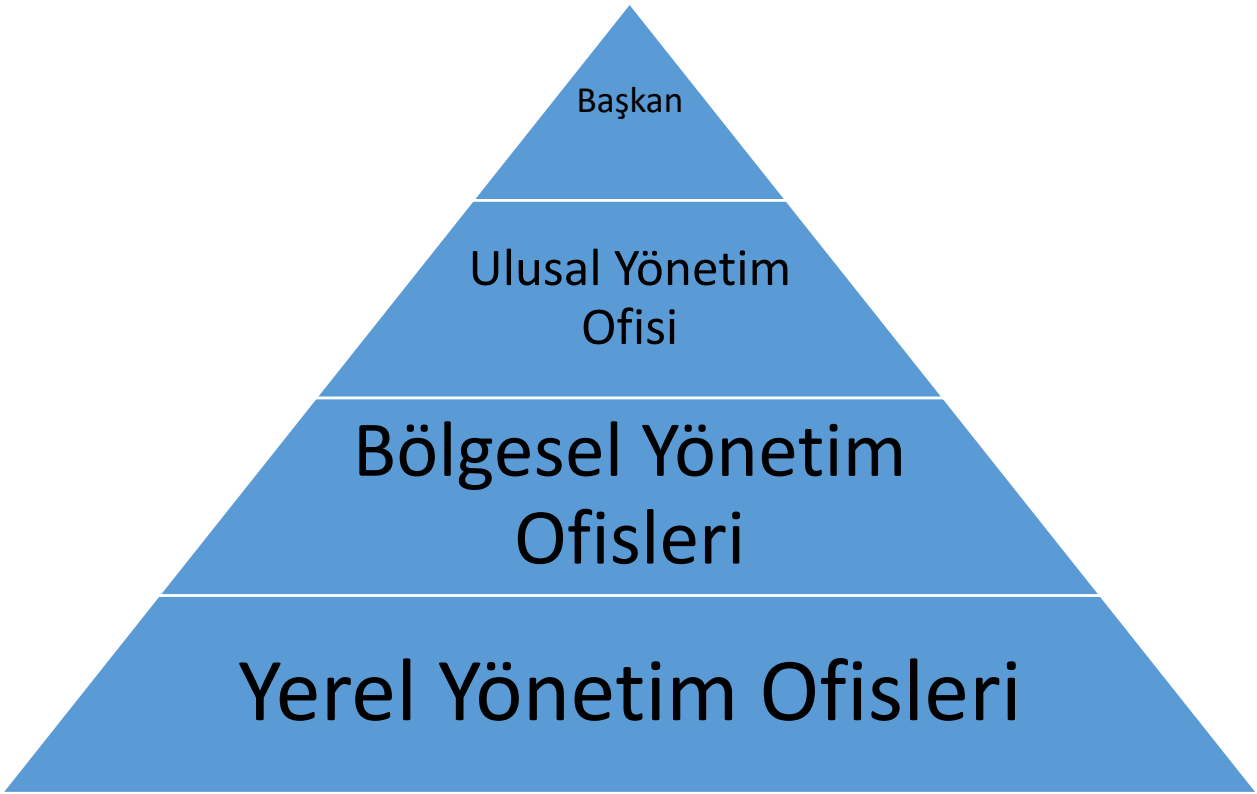 Başkan
Ulusal Yönetim
Ofisi
Bölgesel Yönetim
Ofisleri
Yerel Yönetim Ofisleri